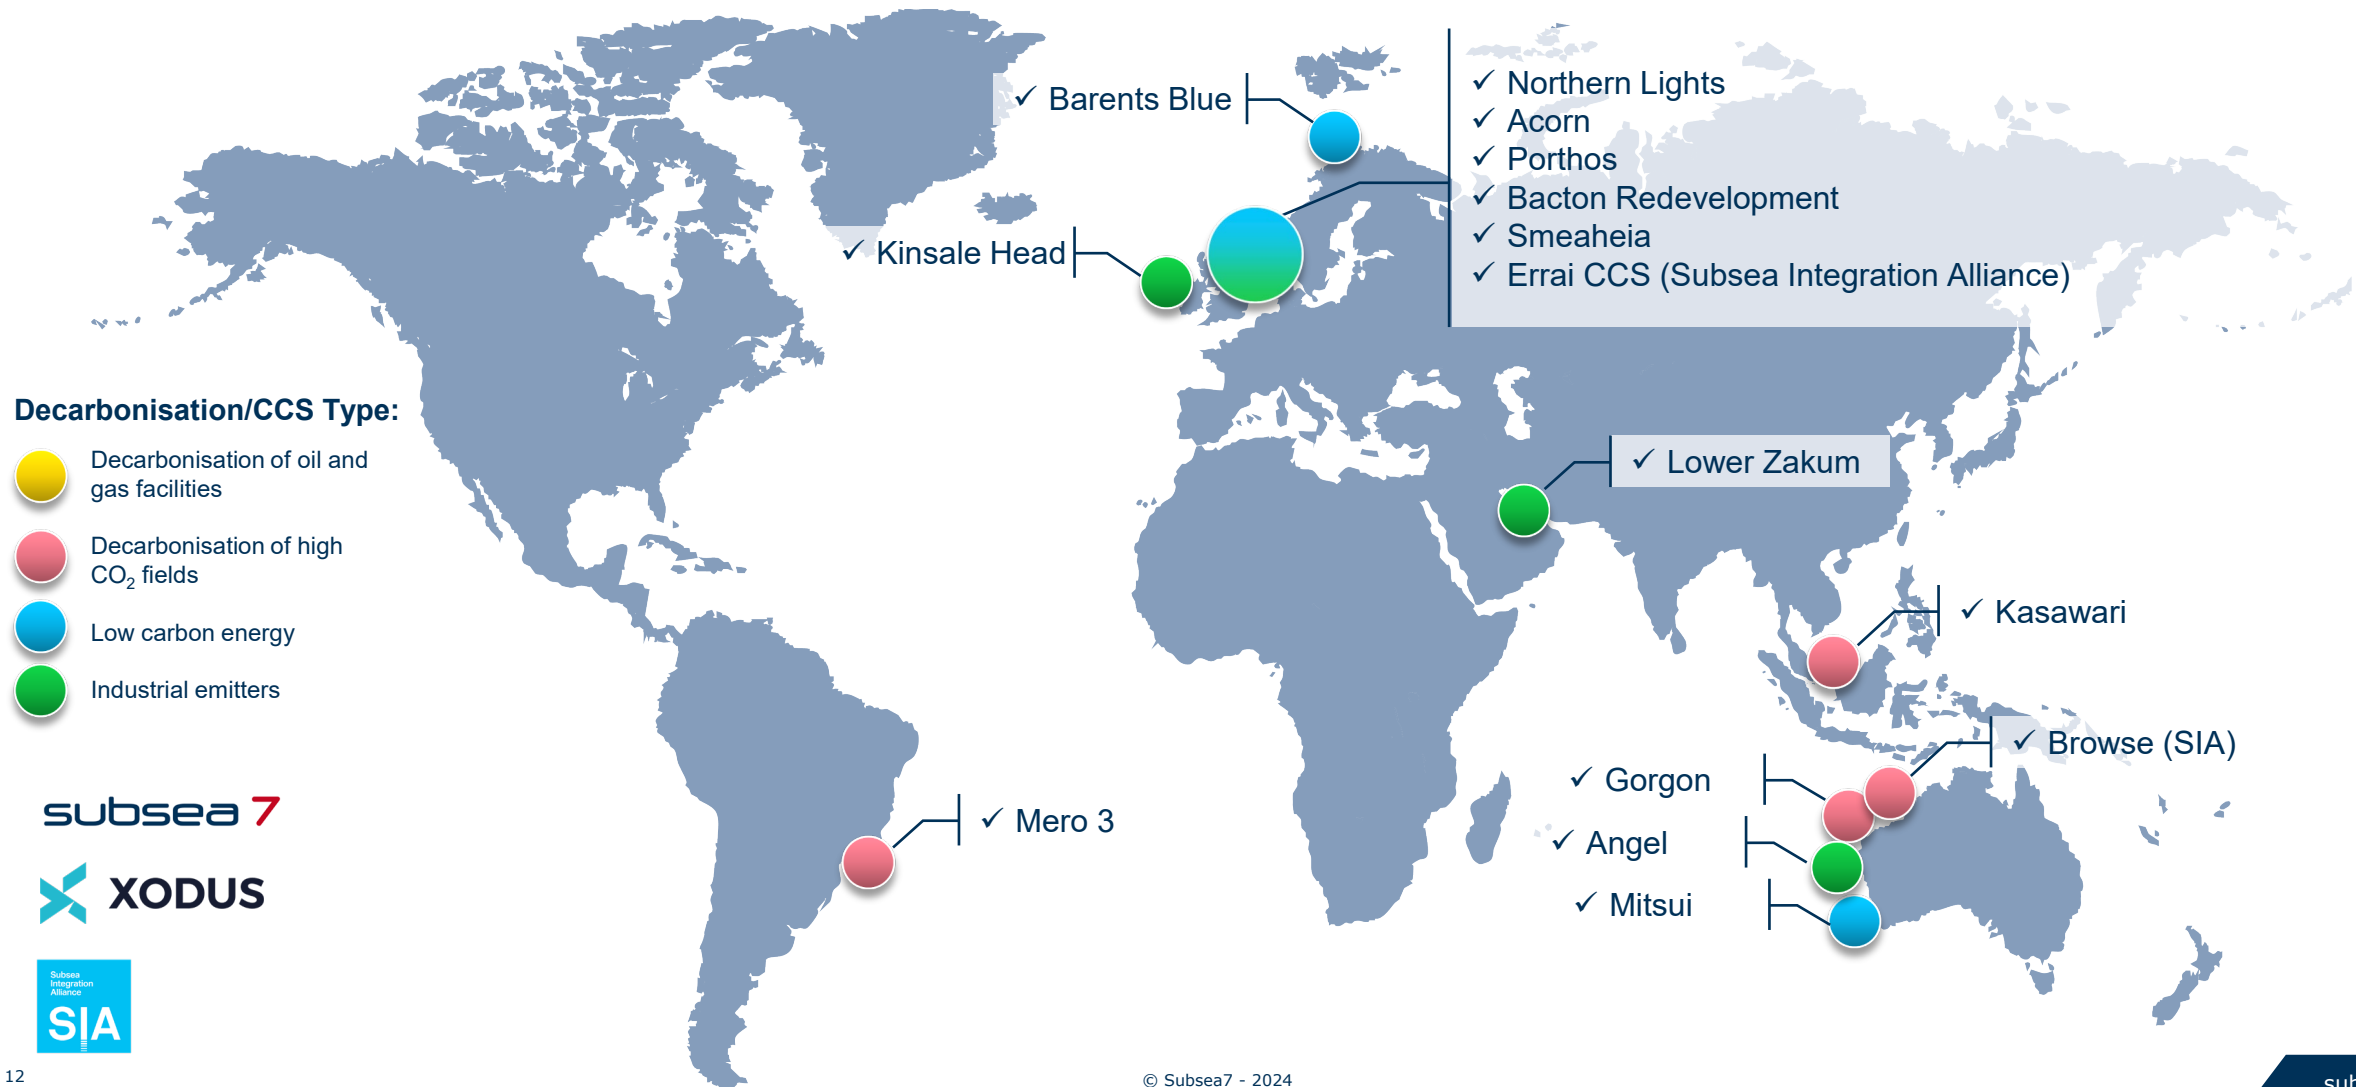 ✓ Barents Blue
✓ Northern Lights
✓ Acorn
✓ Porthos
✓ Bacton Redevelopment
✓ Smeaheia
✓ Errai CCS (Subsea Integration Alliance)
✓ Kinsale Head
Decarbonisation/CCS Type:
Decarbonisation of oil and
gas facilities
Decarbonisation of high
CO₂ fields
Low carbon energy
Industrial emitters
✓ Lower Zakum
✓ Kasawari
✓ Browse (SIA)
✓ Gorgon
✓ Angel
✓ Mitsui
✓ Mero 3
subsea 7
XODUS
Subsea
Integration
Alliance
SIA
12
© Subsea7 - 2024
sub